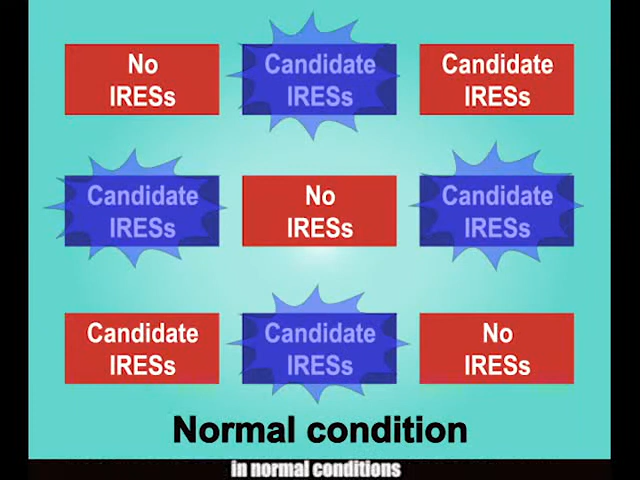 No
IRESs
Candidate
IRESs
Candidate
IRESs
Candidate
IRESs
No
IRESs
Candidate
IRESs
Candidate
IRESs
Candidate
IRESs
No
IRESs
Normal condition
in normal conditions